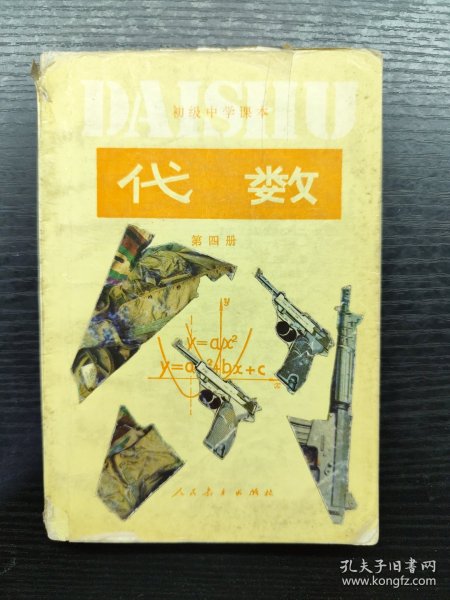 DAISHU
初级中学课本
代数
第四册
y
y=ax²
y=a ²+bx+c
x
人民教育出版社
孔夫子旧书网
www.kongfz.com